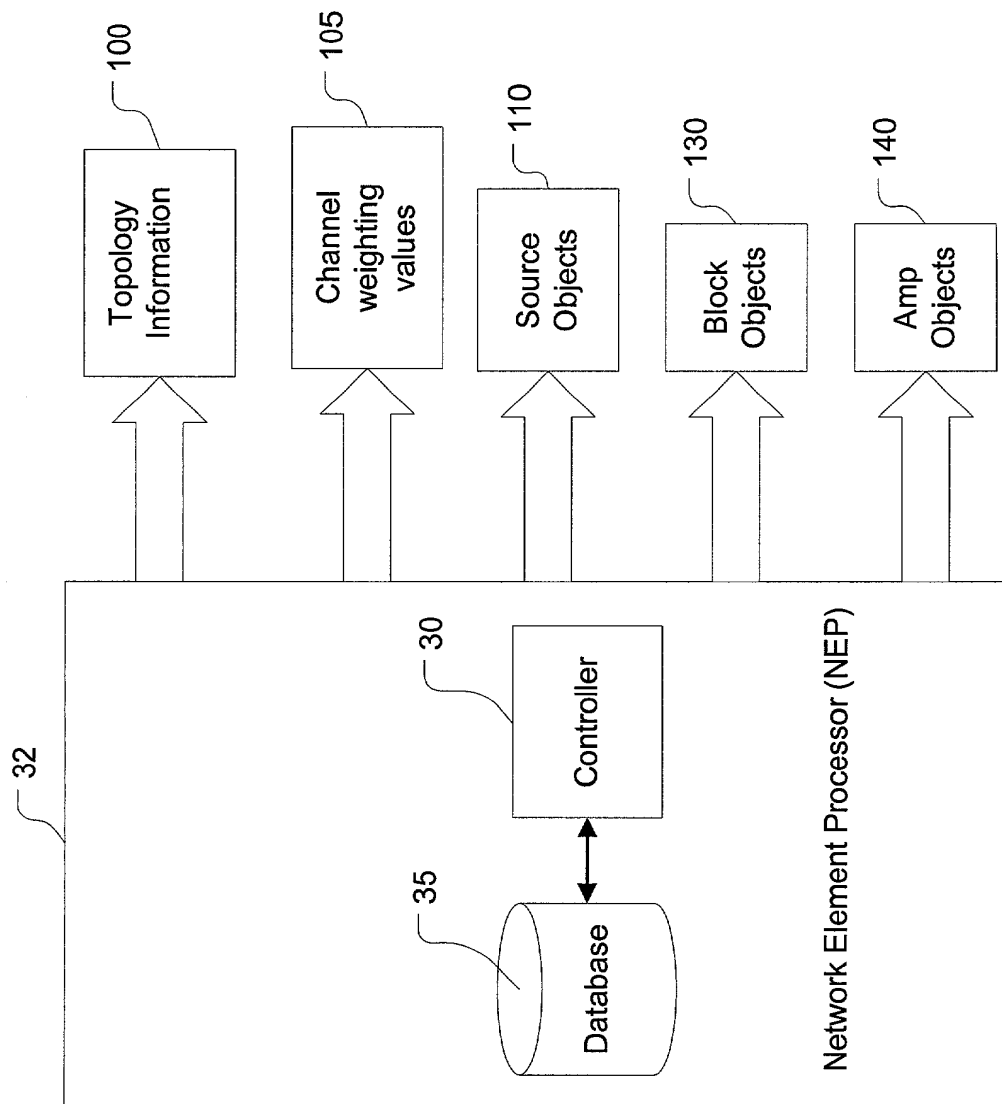 32
35
Database
30
Controller
Network Element Processor (NEP)
100
Topology
Information
105
Channel
weighting
values
110
Source
Objects
130
Block
Objects
140
Amp
Objects